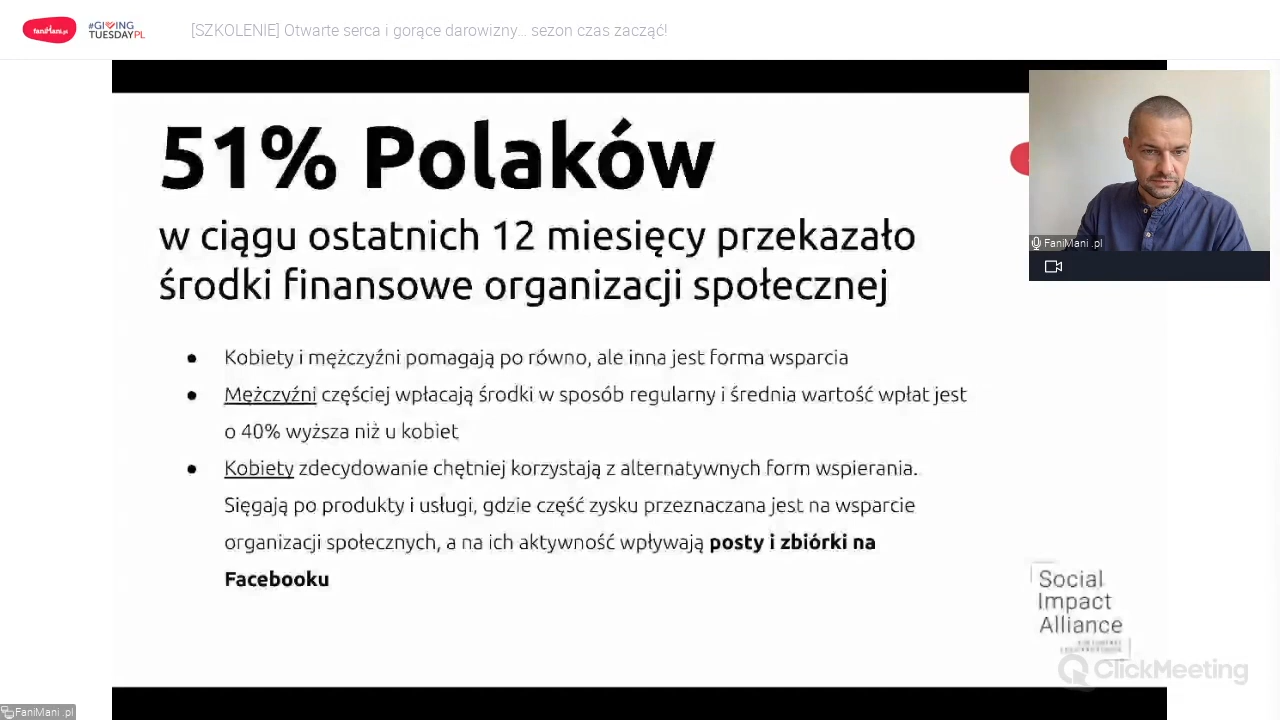 faniMani.pl
#GIVING
TUESDAYPL
[SZKOLENIE] Otwarte serca i gorące darowizny... sezon czas zacząć!
51% Polaków
w ciągu ostatnich 12 miesięcy przekazało
środki finansowe organizacji społecznej
● Kobiety i mężczyźni pomagają po równo, ale inna jest forma wsparcia
● Mężczyźni częściej wpłacają środki w sposób regularny i średnia wartość wpłat jest
o 40% wyższa niż u kobiet
● Kobiety zdecydowanie chętniej korzystają z alternatywnych form wspierania.
Sięgają po produkty i usługi, gdzie część zysku przeznaczana jest na wsparcie
organizacji społecznych, a na ich aktywność wpływają posty i zbiórki na
Facebooku
FaniMani .pl
Social
Impact
Alliance
ClickMeeting
FaniMani .pl